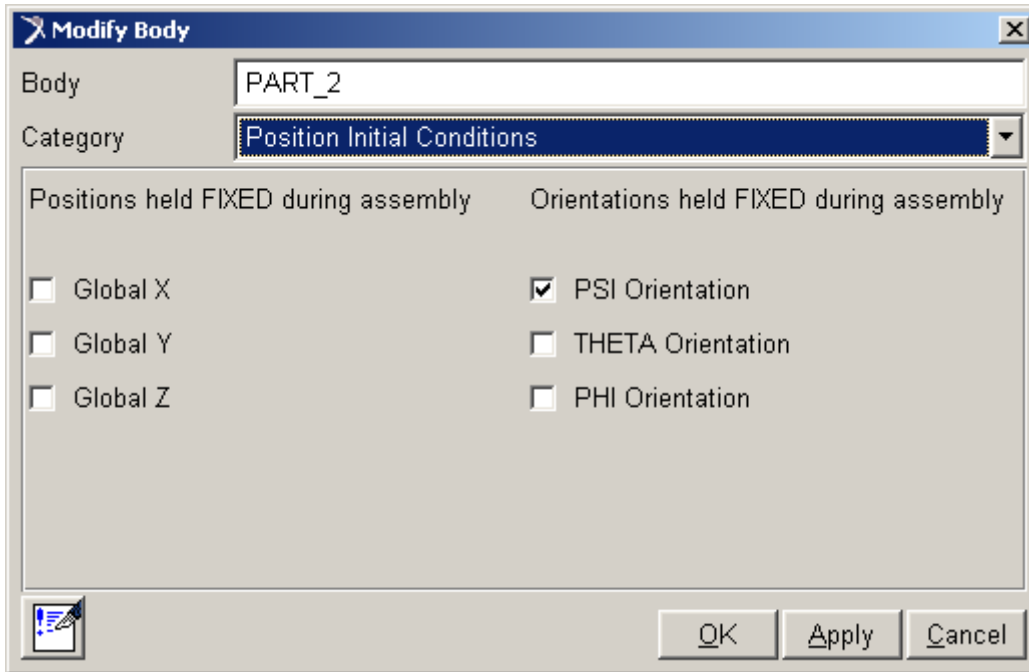 Modify Body
Body PART_2
Category Position Initial Conditions
Positions held FIXED during assembly Orientations held FIXED during assembly
Global X PSI Orientation
Global Y THETA Orientation
Global Z PHI Orientation
OK Apply Cancel